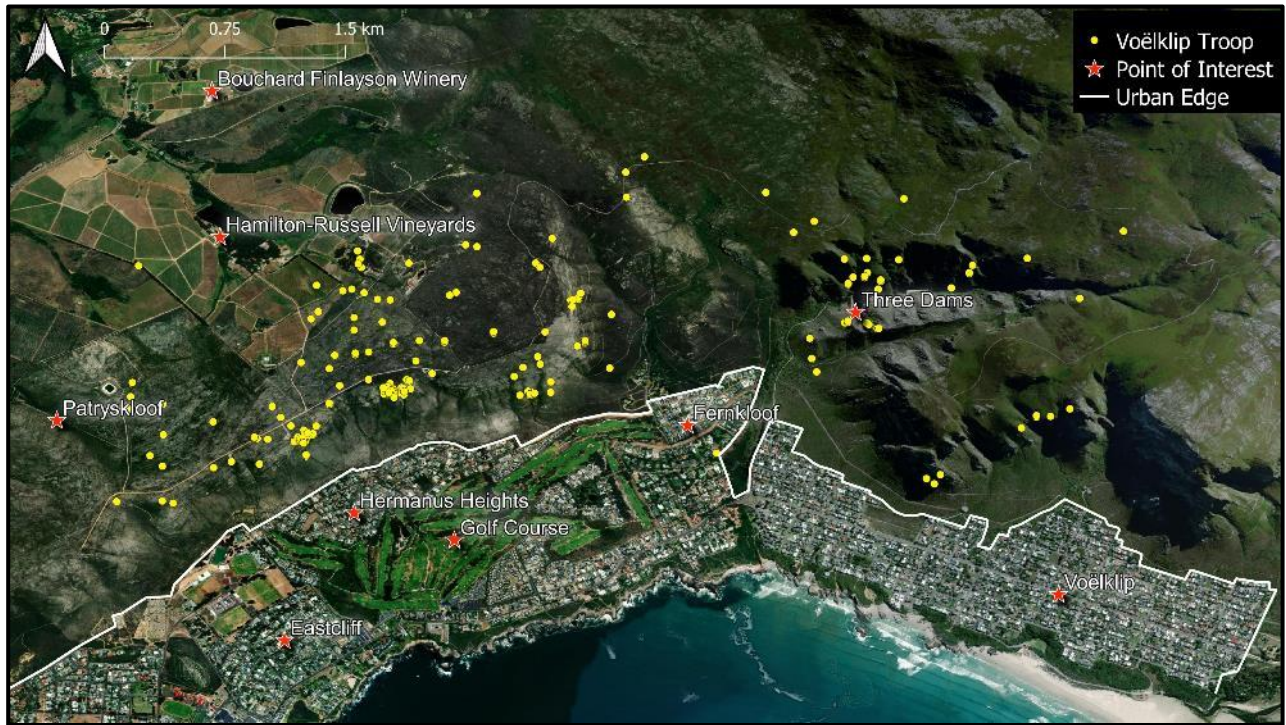 0 0.75 1.5 km
Voëlklip Troop
Point of Interest
Urban Edge
Bouchard Finlayson Winery
Hamilton-Russell Vineyards
Three Dams
Patryskloof
Fernkloof
Hermanus Heights
Golf Course
Voëlklip
Eastcliff